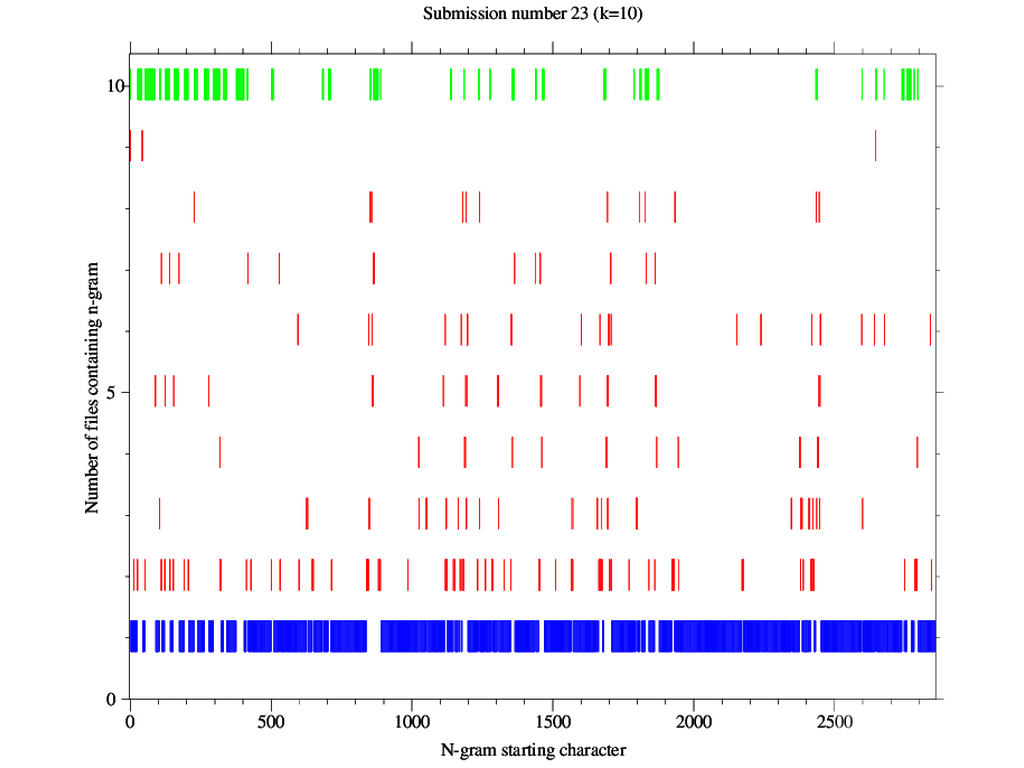 Submission number 23 (k=10)
10
5
0
Number of files containing n-gram
0 500 1000 1500 2000 2500
N-gram starting character